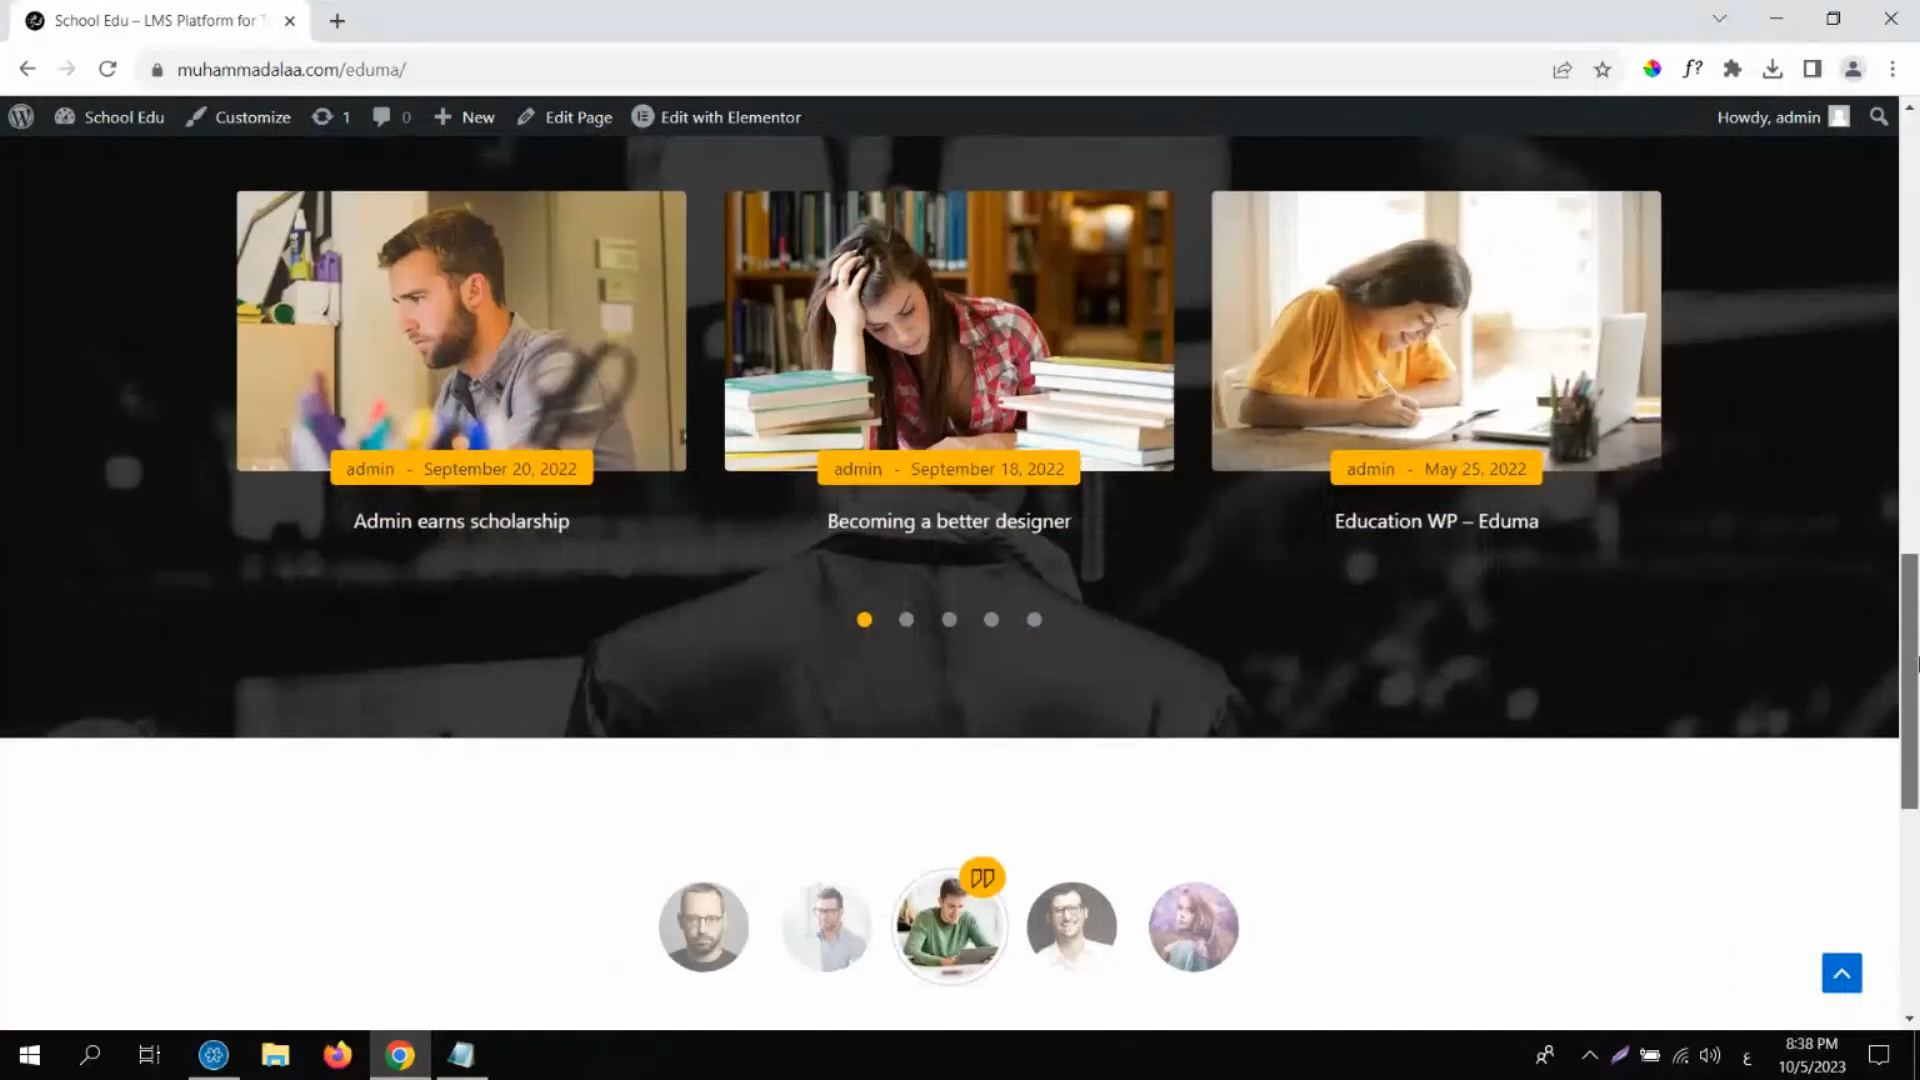 School Edu – LMS Platform for T
muhammadalaa.com/eduma/
f?
School Edu
Customize
1
0
New
Edit Page
Edit with Elementor
Howdy, admin
admin - September 20, 2022
admin - September 18, 2022
admin - May 25, 2022
Admin earns scholarship
Becoming a better designer
Education WP – Eduma
ع
8:38 PM
10/5/2023